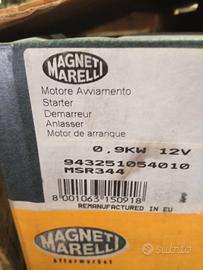 MAGNETI
MARELLI
Motore Avviamento
Starter
Demarreur
Anlasser
Motor de arranque
0,9KW 12V
943251054010
MSR344
8 001063 150918
REMANUFACTURED IN EU
MAGNETI
MARELLI
Aftermarket
subito